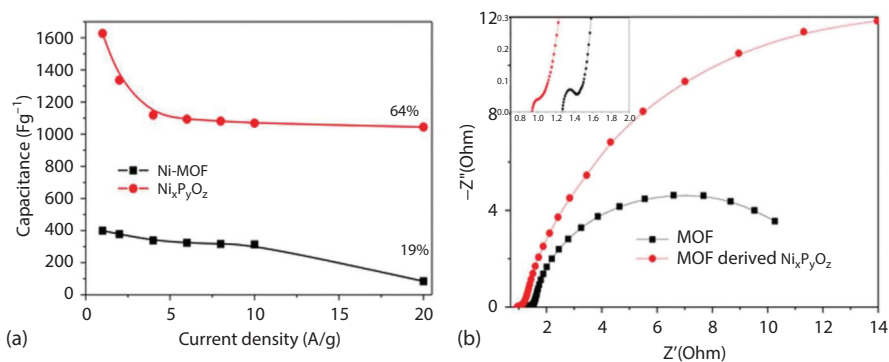 1600
1400
1200
1000
800
600
400
200
0
Capacitance (Fg⁻¹)
64%
Ni-MOF
NiₓPᵧO_z
19%
0 5 10 15 20
Current density (A/g)
(a)
12
8
4
0
–Z″(Ohm)
0.3
0.2
0.1
0.0
0.8 1.0 1.2 1.4 1.6 1.8 2.0
MOF
MOF derived NiₓPᵧO_z
2 4 6 8 10 12 14
Z′(Ohm)
(b)